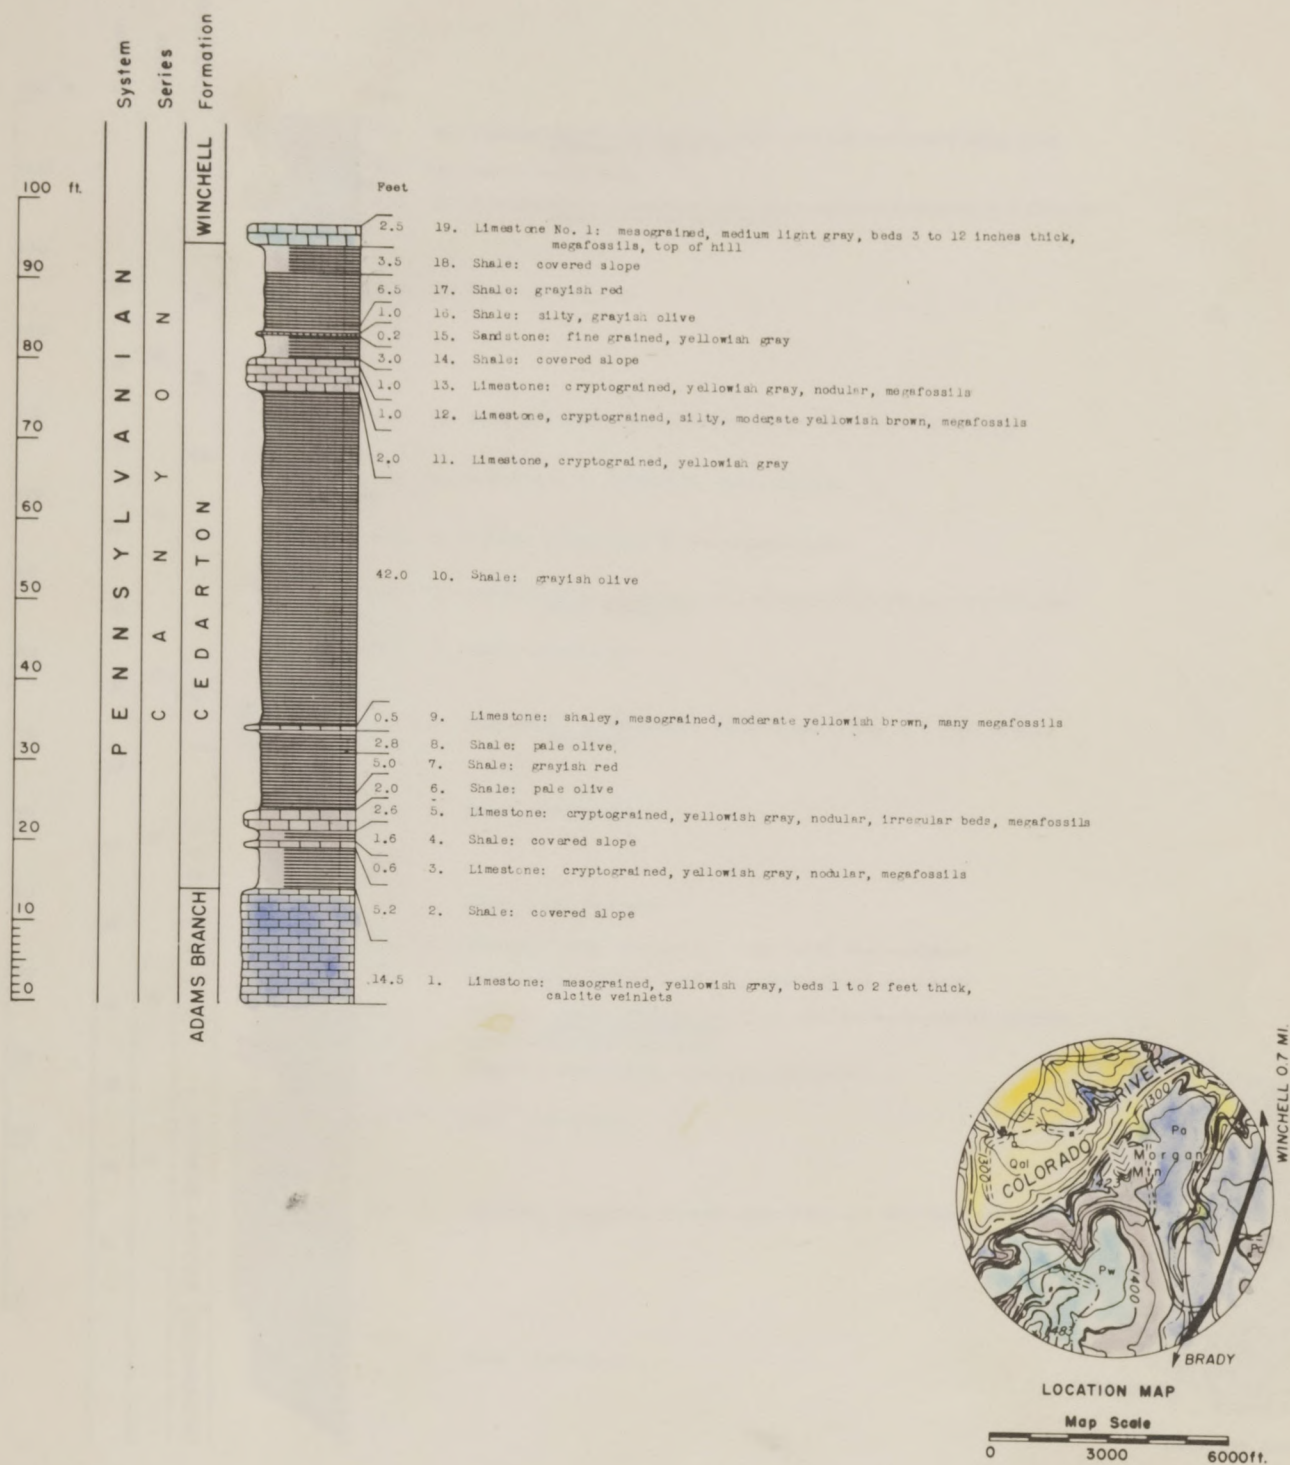 System
Series
Formation
PENNSYLVANIAN
CANYON
WINCHELL
CEDARTON
ADAMS BRANCH
100 ft.
90
80
70
60
50
40
30
20
10
0
Feet
2.5 19. Limestone No. 1: mesograined, medium light gray, beds 3 to 12 inches thick,
megafossils, top of hill
3.5 18. Shale: covered slope
6.5 17. Shale: grayish red
1.0 16. Shale: silty, grayish olive
0.2 15. Sandstone: fine grained, yellowish gray
3.0 14. Shale: covered slope
1.0 13. Limestone: cryptograined, yellowish gray, nodular, megafossils
1.0 12. Limestone, cryptograined, silty, moderate yellowish brown, megafossils
2.0 11. Limestone, cryptograined, yellowish gray
42.0 10. Shale: grayish olive
0.5 9. Limestone: shaley, mesograined, moderate yellowish brown, many megafossils
2.8 8. Shale: pale olive
5.0 7. Shale: grayish red
2.0 6. Shale: pale olive
2.6 5. Limestone: cryptograined, yellowish gray, nodular, irregular beds, megafossils
1.6 4. Shale: covered slope
0.6 3. Limestone: cryptograined, yellowish gray, nodular, megafossils
5.2 2. Shale: covered slope
14.5 1. Limestone: mesograined, yellowish gray, beds 1 to 2 feet thick,
calcite veinlets
WINCHELL 0.7 MI.
COLORADO RIVER
1300
Pa
Morgan
Mtn
1423
Qal
1300
Pw
1400
1483
BRADY
LOCATION MAP
Map Scale
0 3000 6000ft.